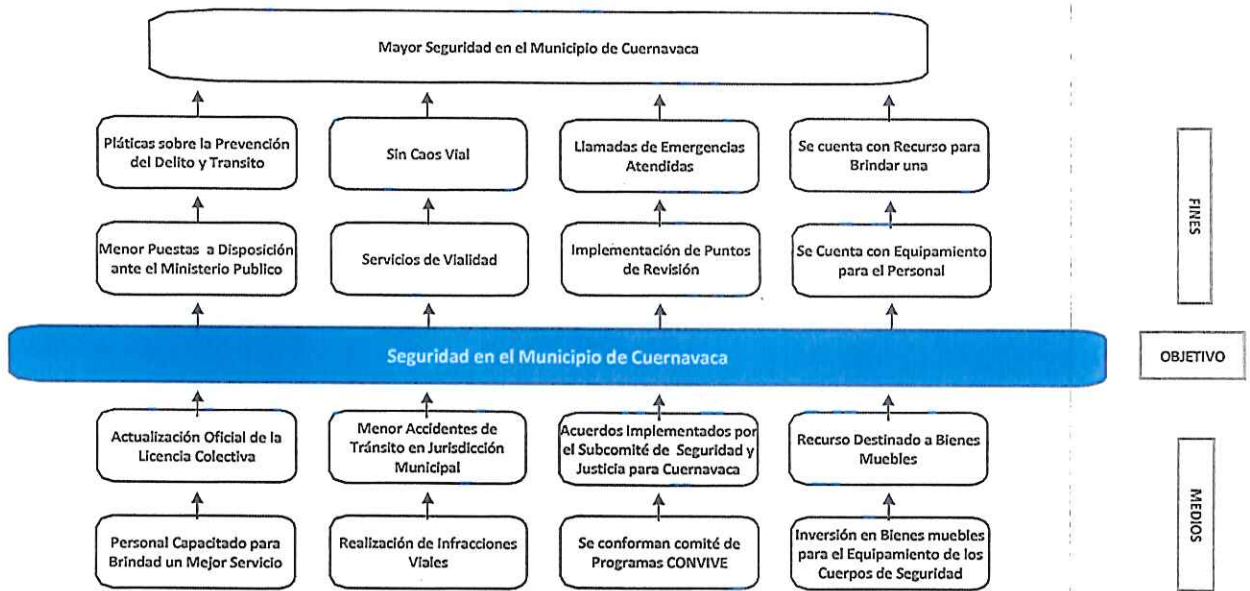 Mayor Seguridad en el Municipio de Cuernavaca
Pláticas sobre la Prevención
del Delito y Transito
Sin Caos Vial
Llamadas de Emergencias
Atendidas
Se cuenta con Recurso para
Brindar una
FINES
Menor Puestas a Disposición
ante el Ministerio Publico
Servicios de Vialidad
Implementación de Puntos
de Revisión
Se Cuenta con Equipamiento
para el Personal
Seguridad en el Municipio de Cuernavaca
OBJETIVO
Actualización Oficial de la
Licencia Colectiva
Menor Accidentes de
Tránsito en Jurisdicción
Municipal
Acuerdos Implementados por
el Subcomité de Seguridad y
Justicia para Cuernavaca
Recurso Destinado a Bienes
Muebles
MEDIOS
Personal Capacitado para
Brindad un Mejor Servicio
Realización de Infracciones
Viales
Se conforman comité de
Programas CONVIVE
Inversión en Bienes muebles
para el Equipamiento de los
Cuerpos de Seguridad